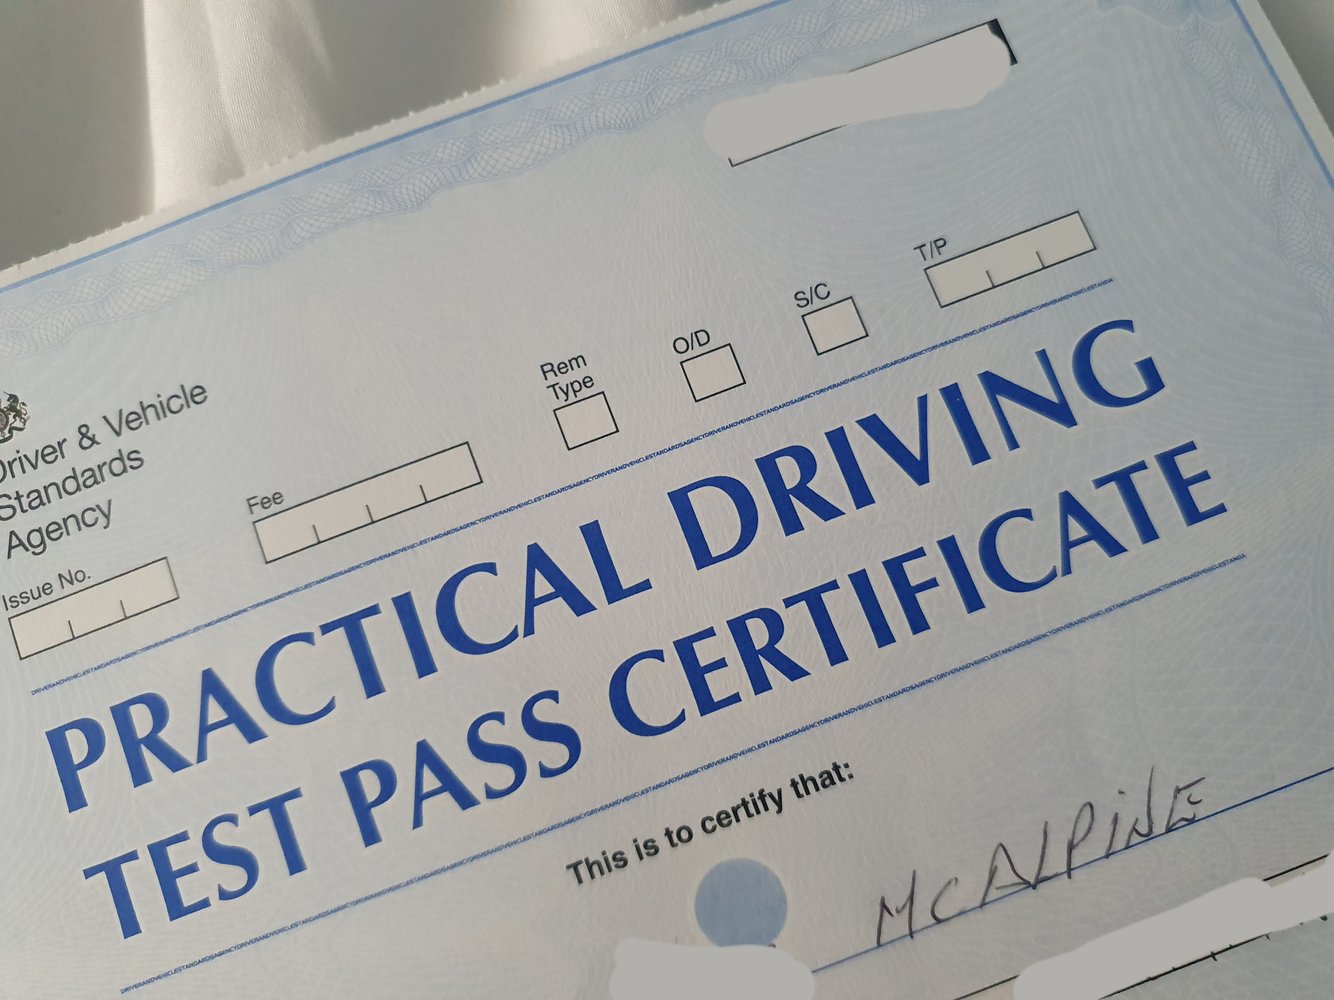 Driver & Vehicle
Standards
Agency
Issue No.
Fee
Rem
Type
O/D
S/C
T/P
PRACTICAL DRIVING
TEST PASS CERTIFICATE
This is to certify that:
MCALPINE